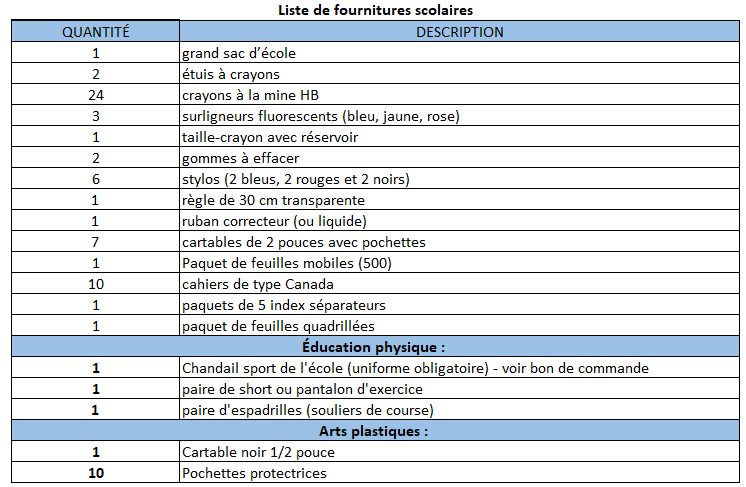 Liste de fournitures scolaires
QUANTITÉ DESCRIPTION
1 grand sac d’école
2 étuis à crayons
24 crayons à la mine HB
3 surligneurs fluorescents (bleu, jaune, rose)
1 taille-crayon avec réservoir
2 gommes à effacer
6 stylos (2 bleus, 2 rouges et 2 noirs)
1 règle de 30 cm transparente
1 ruban correcteur (ou liquide)
7 cartables de 2 pouces avec pochettes
1 Paquet de feuilles mobiles (500)
10 cahiers de type Canada
1 paquets de 5 index séparateurs
1 paquet de feuilles quadrillées
Éducation physique :
1 Chandail sport de l'école (uniforme obligatoire) - voir bon de commande
1 paire de short ou pantalon d'exercice
1 paire d'espadrilles (souliers de course)
Arts plastiques :
1 Cartable noir 1/2 pouce
10 Pochettes protectrices